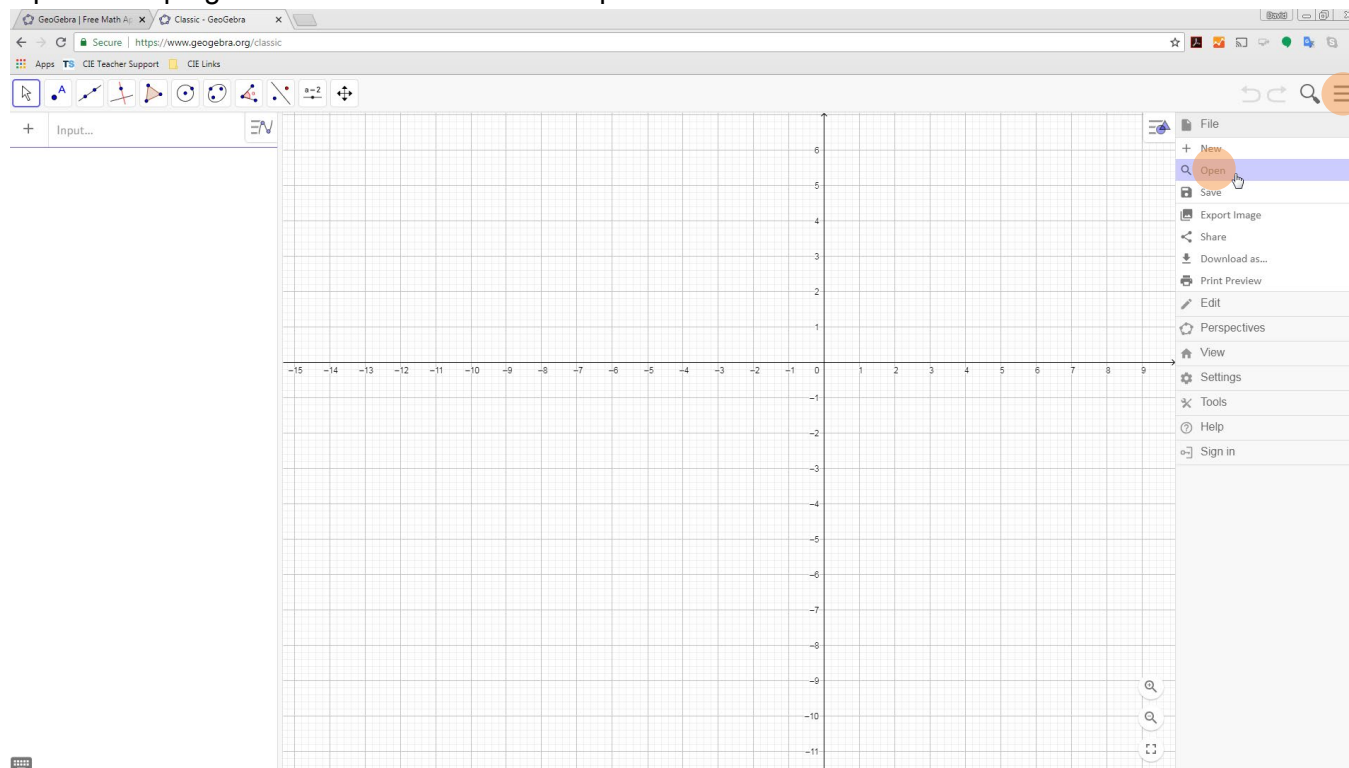 GeoGebra | Free Math Ap Classic - GeoGebra David
Secure | https://www.geogebra.org/classic
Apps TS CIE Teacher Support CIE Links
A a=2
+ Input...
File
+ New
Open
Save
Export Image
Share
Download as...
Print Preview
Edit
Perspectives
View
Settings
Tools
Help
Sign in
6
5
4
3
2
1
–15 –14 –13 –12 –11 –10 –9 –8 –7 –6 –5 –4 –3 –2 –1 0 1 2 3 4 5 6 7 8 9
–1
–2
–3
–4
–5
–6
–7
–8
–9
–10
–11